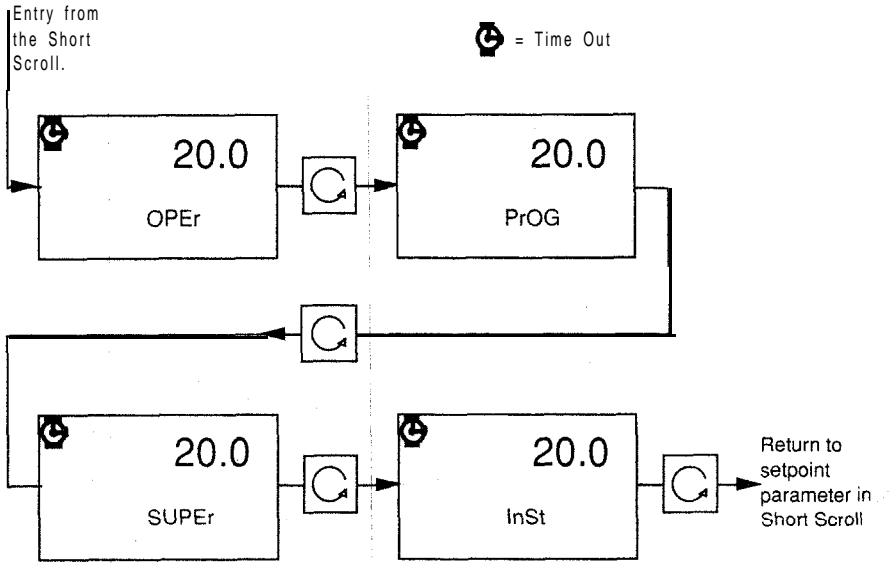 Entry from
the Short
Scroll.
= Time Out
20.0
OPEr
20.0
PrOG
20.0
SUPEr
20.0
InSt
Return to
setpoint
parameter in
Short Scroll